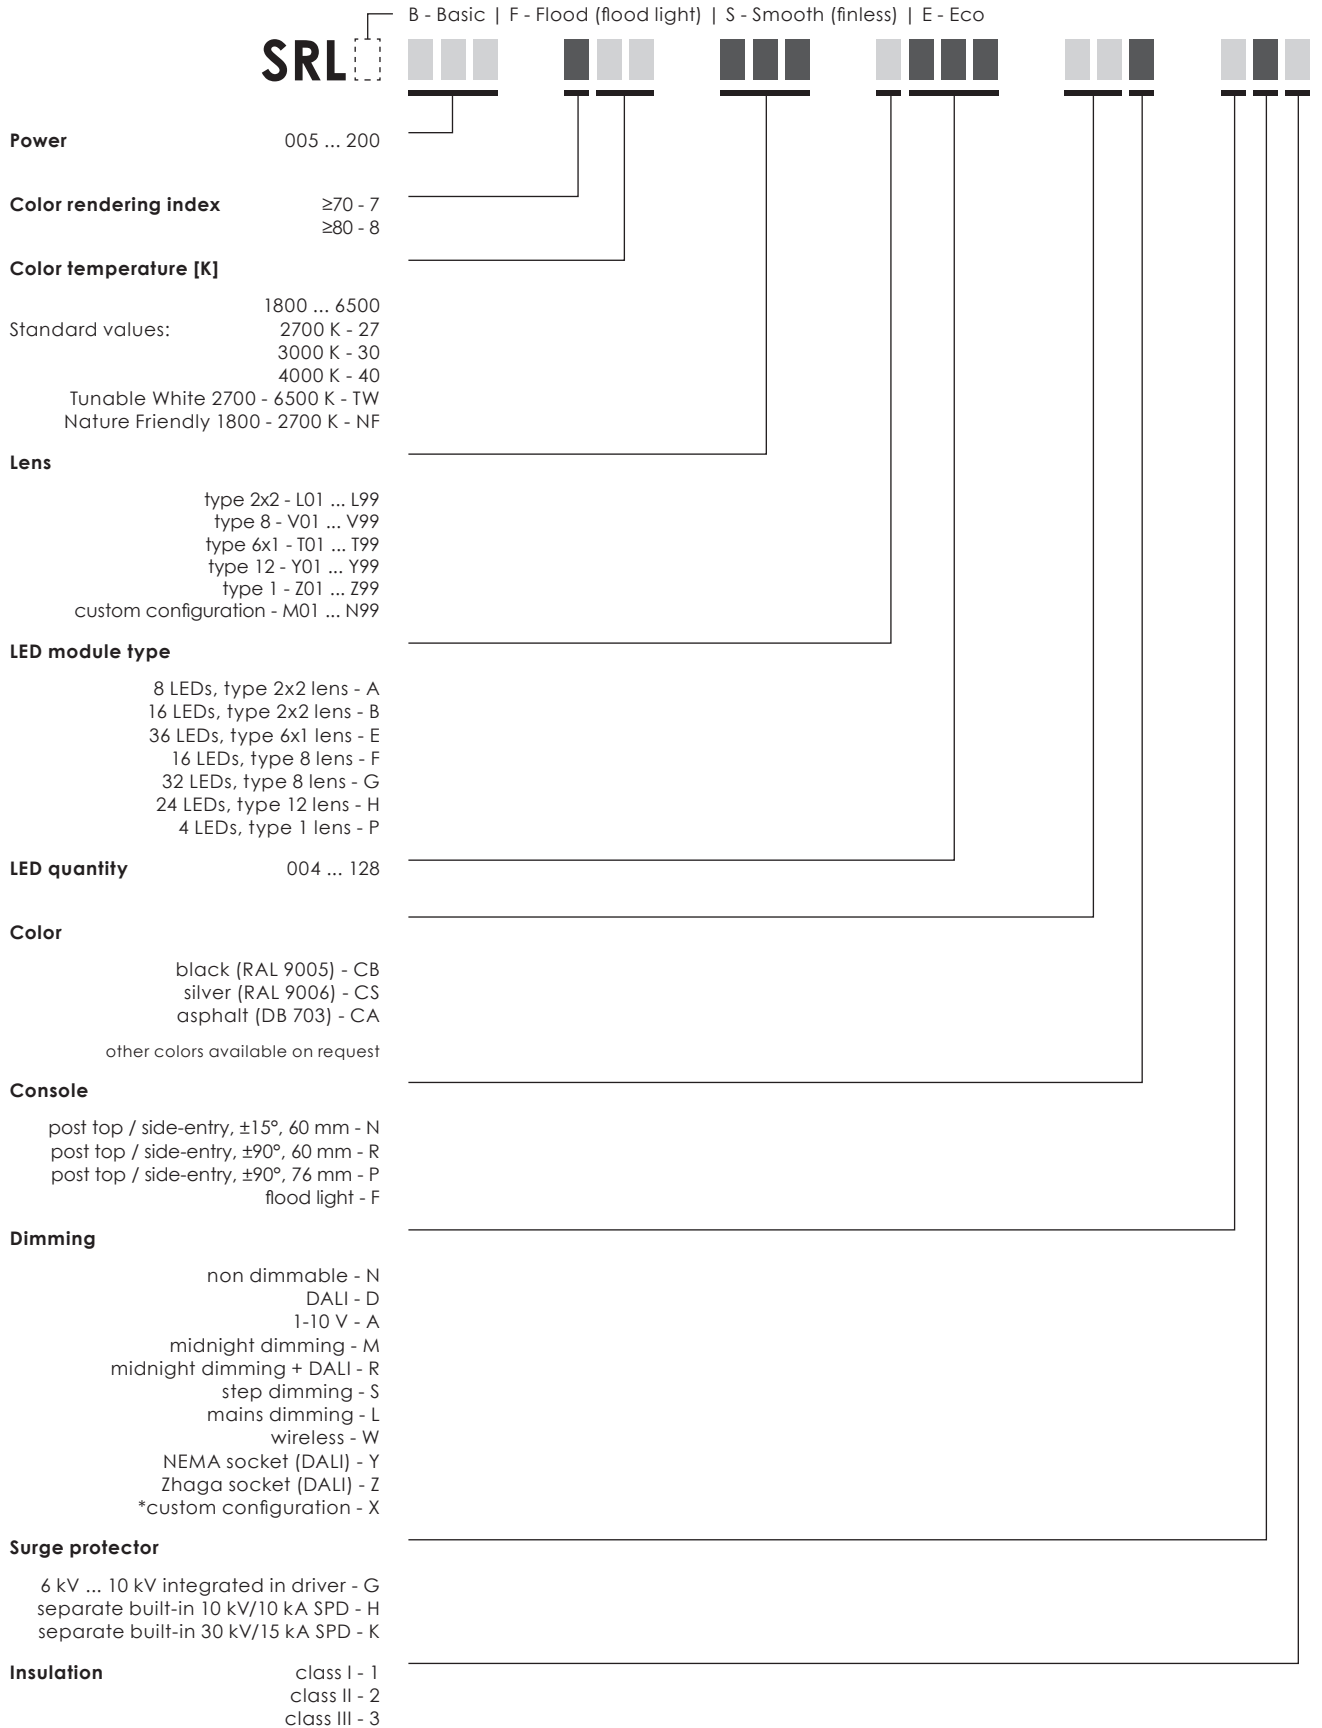 B - Basic | F - Flood (flood light) | S - Smooth (finless) | E - Eco
SRL
Power 005 ... 200
Color rendering index ≥70 - 7
≥80 - 8
Color temperature [K]
1800 ... 6500
Standard values: 2700 K - 27
3000 K - 30
4000 K - 40
Tunable White 2700 - 6500 K - TW
Nature Friendly 1800 - 2700 K - NF
Lens
type 2x2 - L01 ... L99
type 8 - V01 ... V99
type 6x1 - T01 ... T99
type 12 - Y01 ... Y99
type 1 - Z01 ... Z99
custom configuration - M01 ... N99
LED module type
8 LEDs, type 2x2 lens - A
16 LEDs, type 2x2 lens - B
36 LEDs, type 6x1 lens - E
16 LEDs, type 8 lens - F
32 LEDs, type 8 lens - G
24 LEDs, type 12 lens - H
4 LEDs, type 1 lens - P
LED quantity 004 ... 128
Color
black (RAL 9005) - CB
silver (RAL 9006) - CS
asphalt (DB 703) - CA
other colors available on request
Console
post top / side-entry, ±15°, 60 mm - N
post top / side-entry, ±90°, 60 mm - R
post top / side-entry, ±90°, 76 mm - P
flood light - F
Dimming
non dimmable - N
DALI - D
1-10 V - A
midnight dimming - M
midnight dimming + DALI - R
step dimming - S
mains dimming - L
wireless - W
NEMA socket (DALI) - Y
Zhaga socket (DALI) - Z
*custom configuration - X
Surge protector
6 kV ... 10 kV integrated in driver - G
separate built-in 10 kV/10 kA SPD - H
separate built-in 30 kV/15 kA SPD - K
Insulation class I - 1
class II - 2
class III - 3